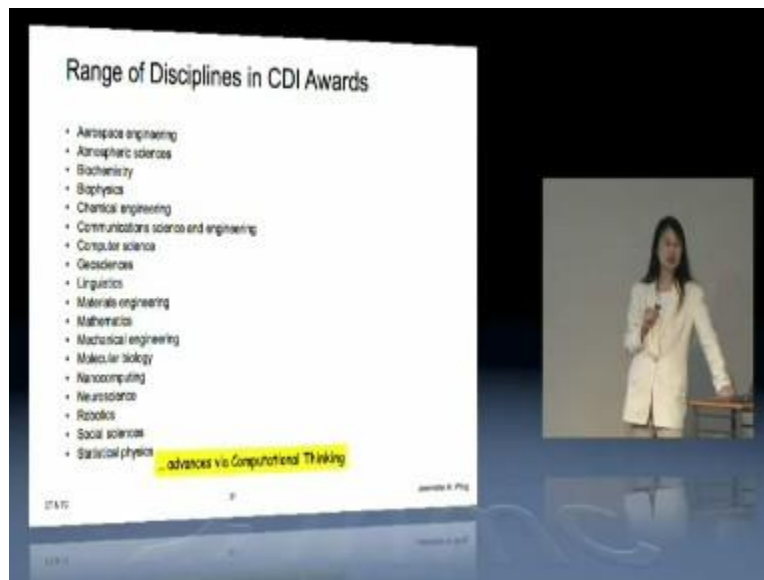 Range of Disciplines in CDI Awards
• Aerospace engineering
• Atmospheric sciences
• Biochemistry
• Biophysics
• Chemical engineering
• Communications science and engineering
• Computer science
• Geosciences
• Linguistics
• Materials engineering
• Mathematics
• Mechanical engineering
• Molecular biology
• Nanocomputing
• Neuroscience
• Robotics
• Social sciences
• Statistical physics
... advances via Computational Thinking